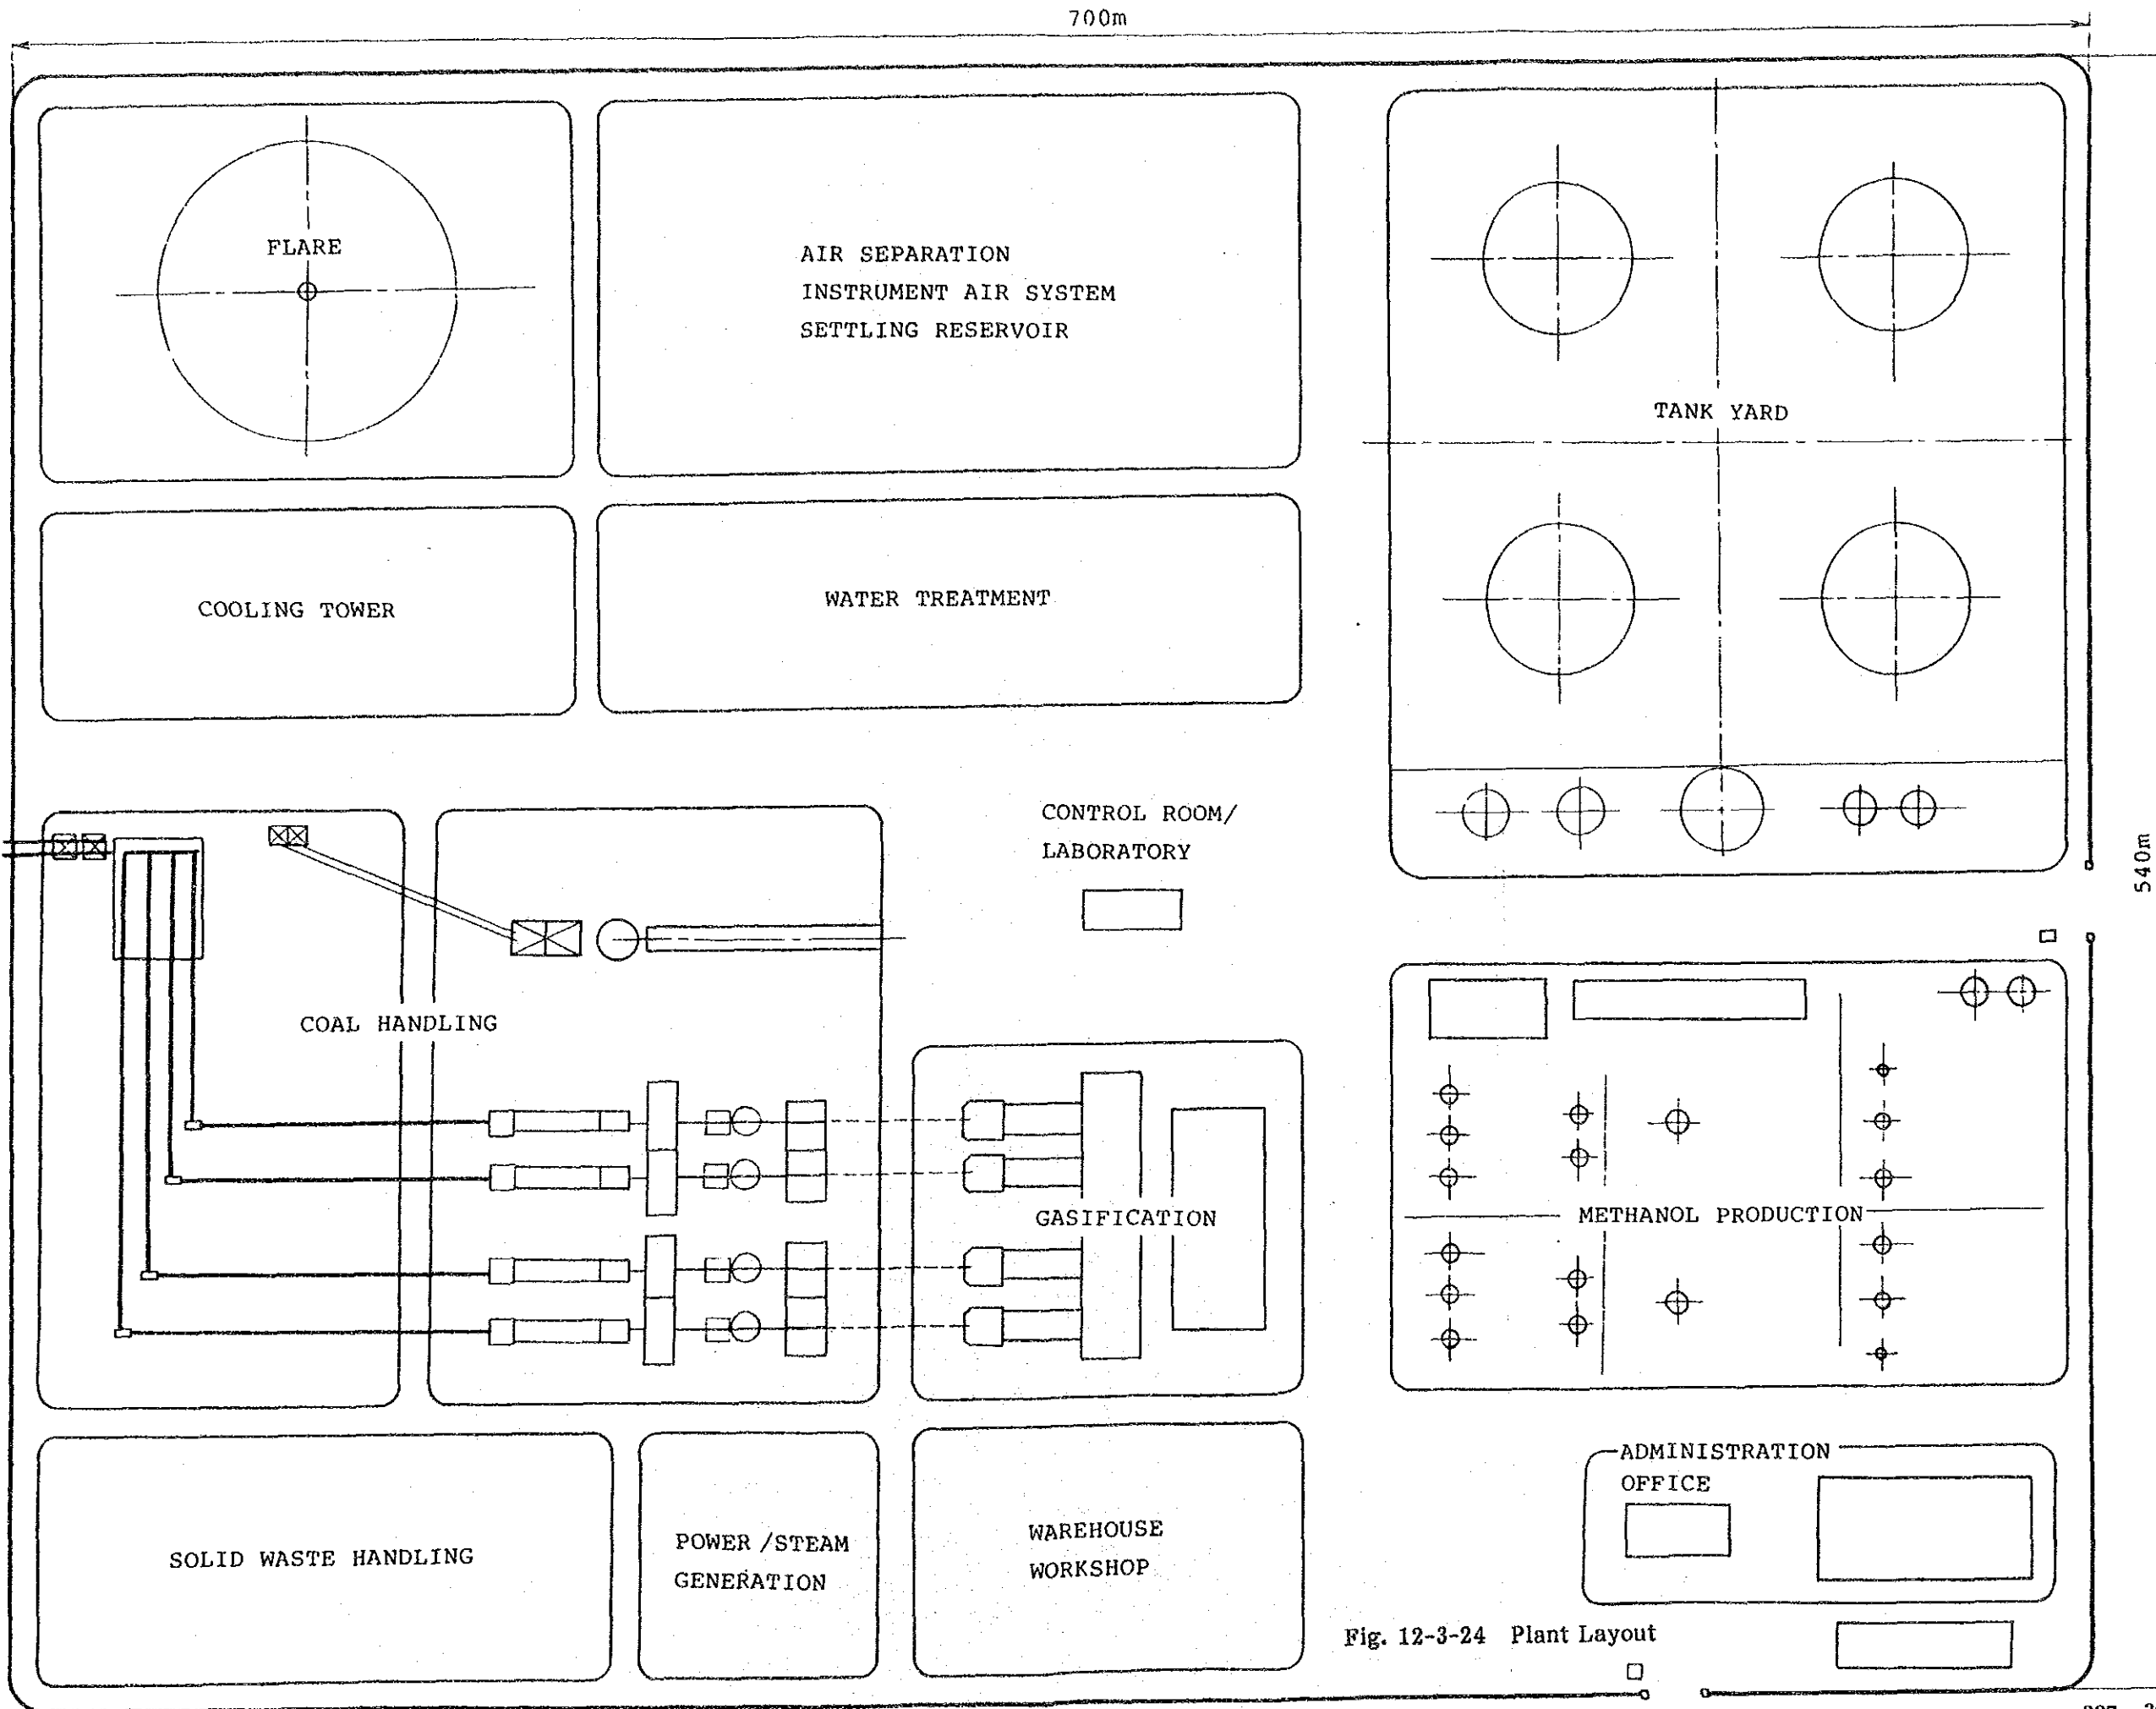 700m
FLARE
AIR SEPARATION
INSTRUMENT AIR SYSTEM
SETTLING RESERVOIR
TANK YARD
COOLING TOWER
WATER TREATMENT
CONTROL ROOM/
LABORATORY
540m
COAL HANDLING
GASIFICATION
METHANOL PRODUCTION
ADMINISTRATION
OFFICE
SOLID WASTE HANDLING
POWER /STEAM
GENERATION
WAREHOUSE
WORKSHOP
Fig. 12-3-24 Plant Layout